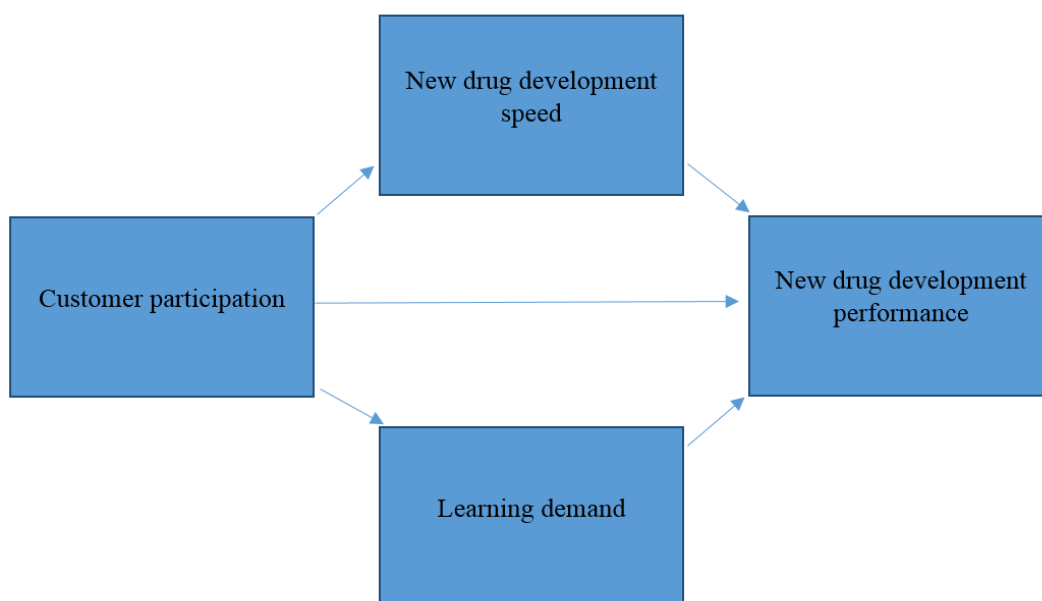 New drug development
speed
Customer participation
New drug development
performance
Learning demand